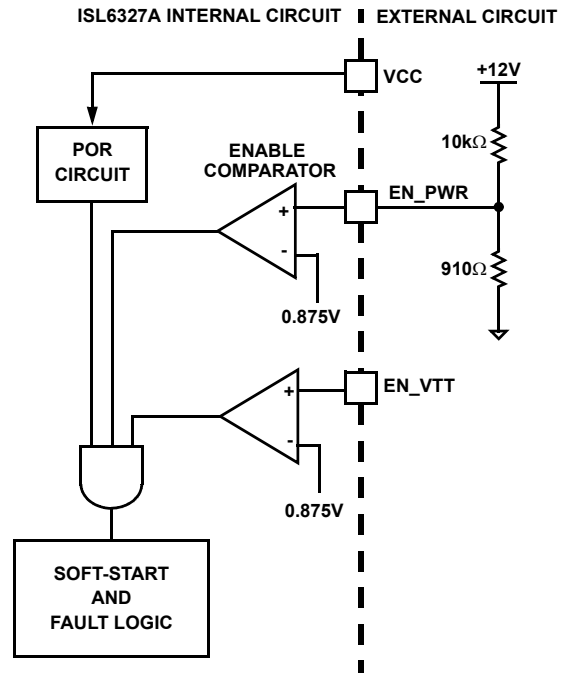 ISL6327A INTERNAL CIRCUIT
EXTERNAL CIRCUIT
VCC
+12V
10kΩ
POR
CIRCUIT
ENABLE
COMPARATOR
+
-
EN_PWR
910Ω
0.875V
+
-
EN_VTT
0.875V
SOFT-START
AND
FAULT LOGIC